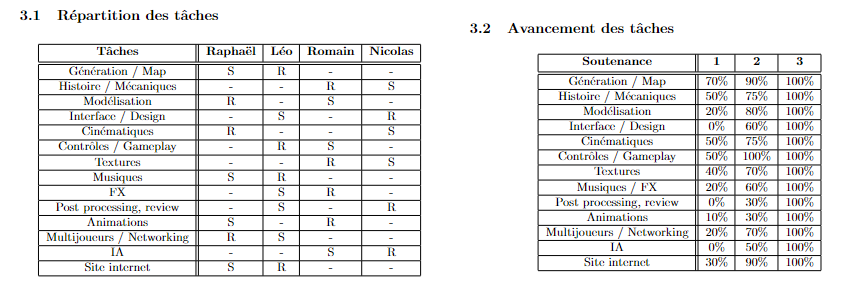 3.1 Répartition des tâches
Tâches Raphaël Léo Romain Nicolas
Génération / Map S R - -
Histoire / Mécaniques - - R S
Modélisation R - S -
Interface / Design - S - R
Cinématiques R - - S
Contrôles / Gameplay - R S -
Textures - - R S
Musiques S R - -
FX - S R -
Post processing, review - S - R
Animations S - R -
Multijoueurs / Networking R S - -
IA - - S R
Site internet S R - -
3.2 Avancement des tâches
Soutenance 1 2 3
Génération / Map 70% 90% 100%
Histoire / Mécaniques 50% 75% 100%
Modélisation 20% 80% 100%
Interface / Design 0% 60% 100%
Cinématiques 50% 75% 100%
Contrôles / Gameplay 50% 100% 100%
Textures 40% 70% 100%
Musiques / FX 20% 60% 100%
Post processing, review 0% 30% 100%
Animations 10% 30% 100%
Multijoueurs / Networking 20% 70% 100%
IA 0% 50% 100%
Site internet 30% 90% 100%